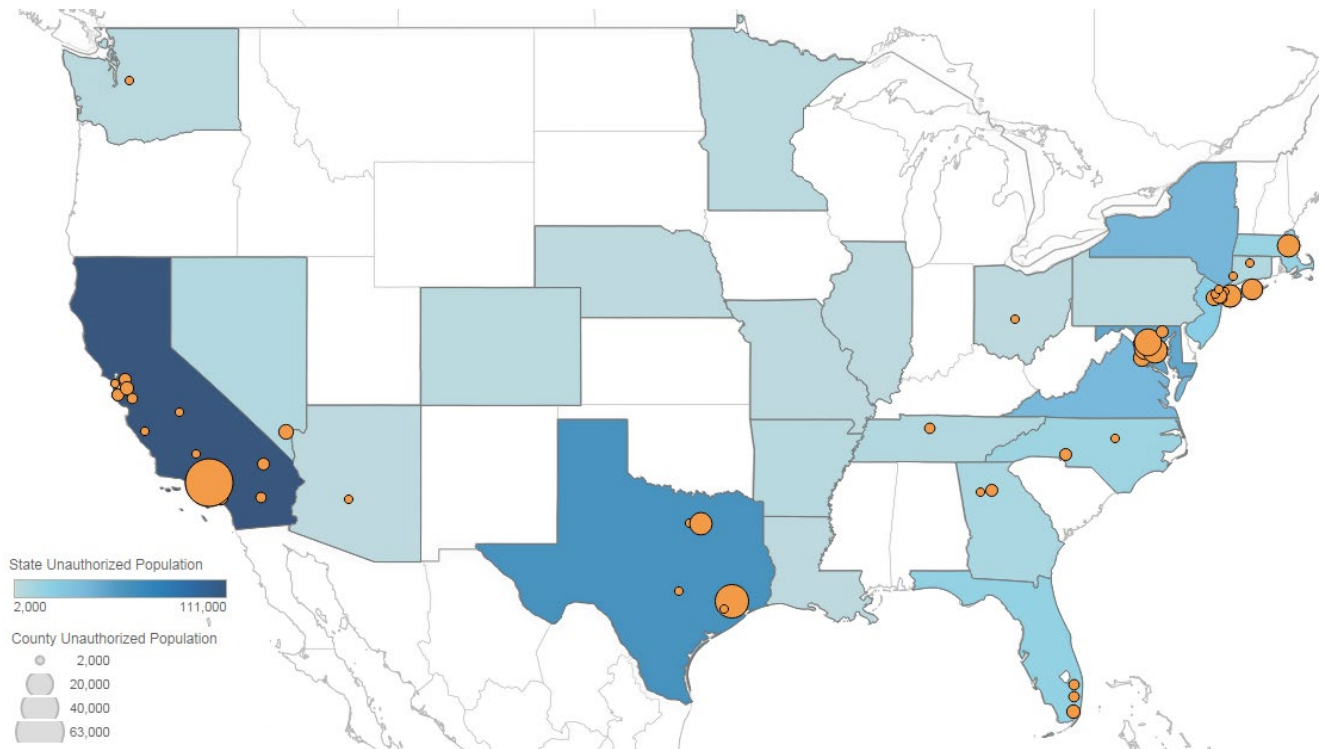 State Unauthorized Population
2,000 111,000
County Unauthorized Population
2,000
20,000
40,000
63,000